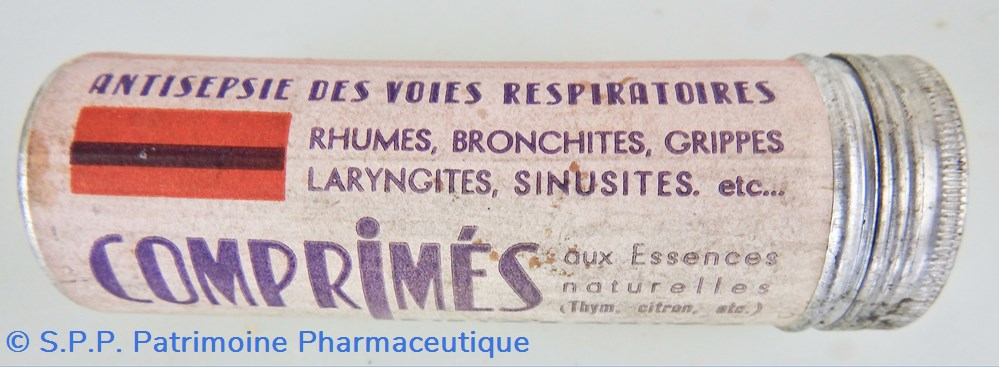 ANTISEPSIE DES VOIES RESPIRATOIRES
RHUMES, BRONCHITES, GRIPPES
LARYNGITES, SINUSITES. etc...
COMPRIMÉS
aux Essences
naturelles
(Thym, citron, etc.)
© S.P.P. Patrimoine Pharmaceutique